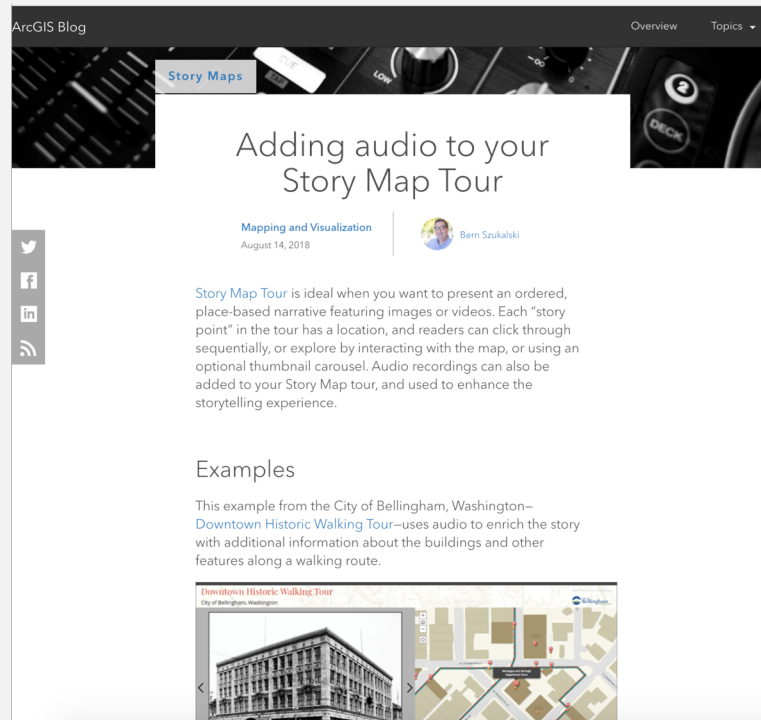 ArcGIS Blog
Overview
Topics
Story Maps
CUE
TAP
LOW
-∞
2
DECK
Adding audio to your
Story Map Tour
Mapping and Visualization
August 14, 2018
Bern Szukalski
in
Story Map Tour is ideal when you want to present an ordered,
place-based narrative featuring images or videos. Each “story
point” in the tour has a location, and readers can click through
sequentially, or explore by interacting with the map, or using an
optional thumbnail carousel. Audio recordings can also be
added to your Story Map tour, and used to enhance the
storytelling experience.
Examples
This example from the City of Bellingham, Washington—
Downtown Historic Walking Tour—uses audio to enrich the story
with additional information about the buildings and other
features along a walking route.
Downtown Historic Walking Tour
City of Bellingham, Washington
Bellingham